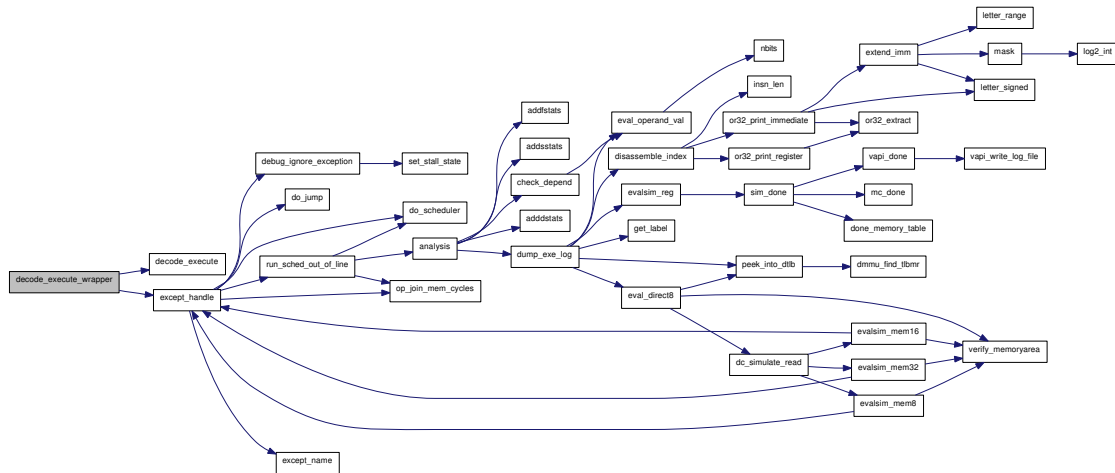 letter_range
extend_imm
mask
log2_int
nbits
insn_len
letter_signed
addfstats
eval_operand_val
or32_print_immediate
or32_extract
addsstats
debug_ignore_exception
set_stall_state
disassemble_index
or32_print_register
vapi_done
vapi_write_log_file
check_depend
do_jump
evalsim_reg
sim_done
mc_done
do_scheduler
adddstats
get_label
done_memory_table
analysis
dump_exe_log
decode_execute
run_sched_out_of_line
peek_into_dtlb
dmmu_find_tlbmr
decode_execute_wrapper
except_handle
op_join_mem_cycles
eval_direct8
evalsim_mem16
verify_memoryarea
dc_simulate_read
evalsim_mem32
evalsim_mem8
except_name